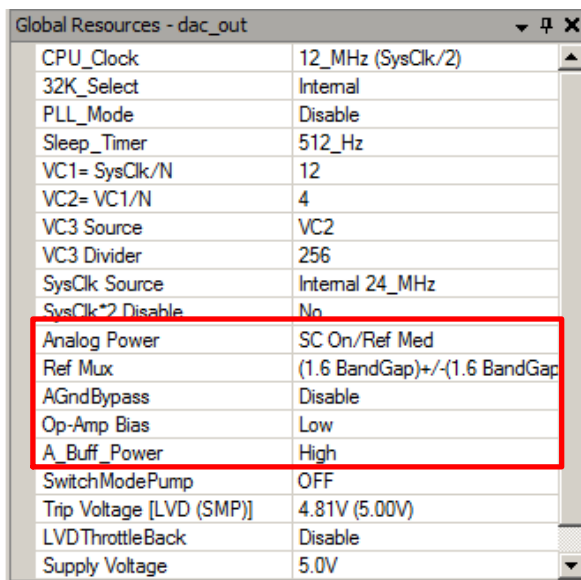 Global Resources - dac_out
CPU_Clock 12_MHz (SysClk/2)
32K_Select Internal
PLL_Mode Disable
Sleep_Timer 512_Hz
VC1= SysClk/N 12
VC2= VC1/N 4
VC3 Source VC2
VC3 Divider 256
SysClk Source Internal 24_MHz
SysClk*2 Disable No
Analog Power SC On/Ref Med
Ref Mux (1.6 BandGap)+/-(1.6 BandGap
AGndBypass Disable
Op-Amp Bias Low
A_Buff_Power High
SwitchModePump OFF
Trip Voltage [LVD (SMP)] 4.81V (5.00V)
LVDThrottleBack Disable
Supply Voltage 5.0V